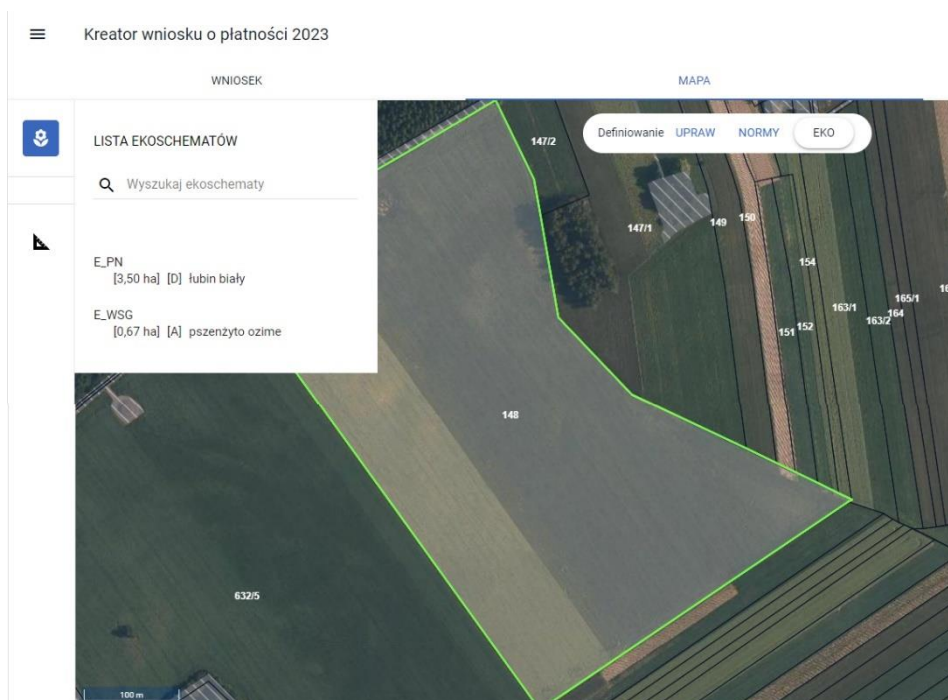 Kreator wniosku o płatności 2023
WNIOSEK
MAPA
LISTA EKOSCHEMATÓW
Wyszukaj ekoschematy
E_PN
[3,50 ha] [D] łubin biały
E_WSG
[0,67 ha] [A] pszenżyto ozime
Definiowanie UPRAW NORMY EKO
147/2
147/1
149
150
154
151
152
163/1
163/2
164
165/1
148
632/5
100 m